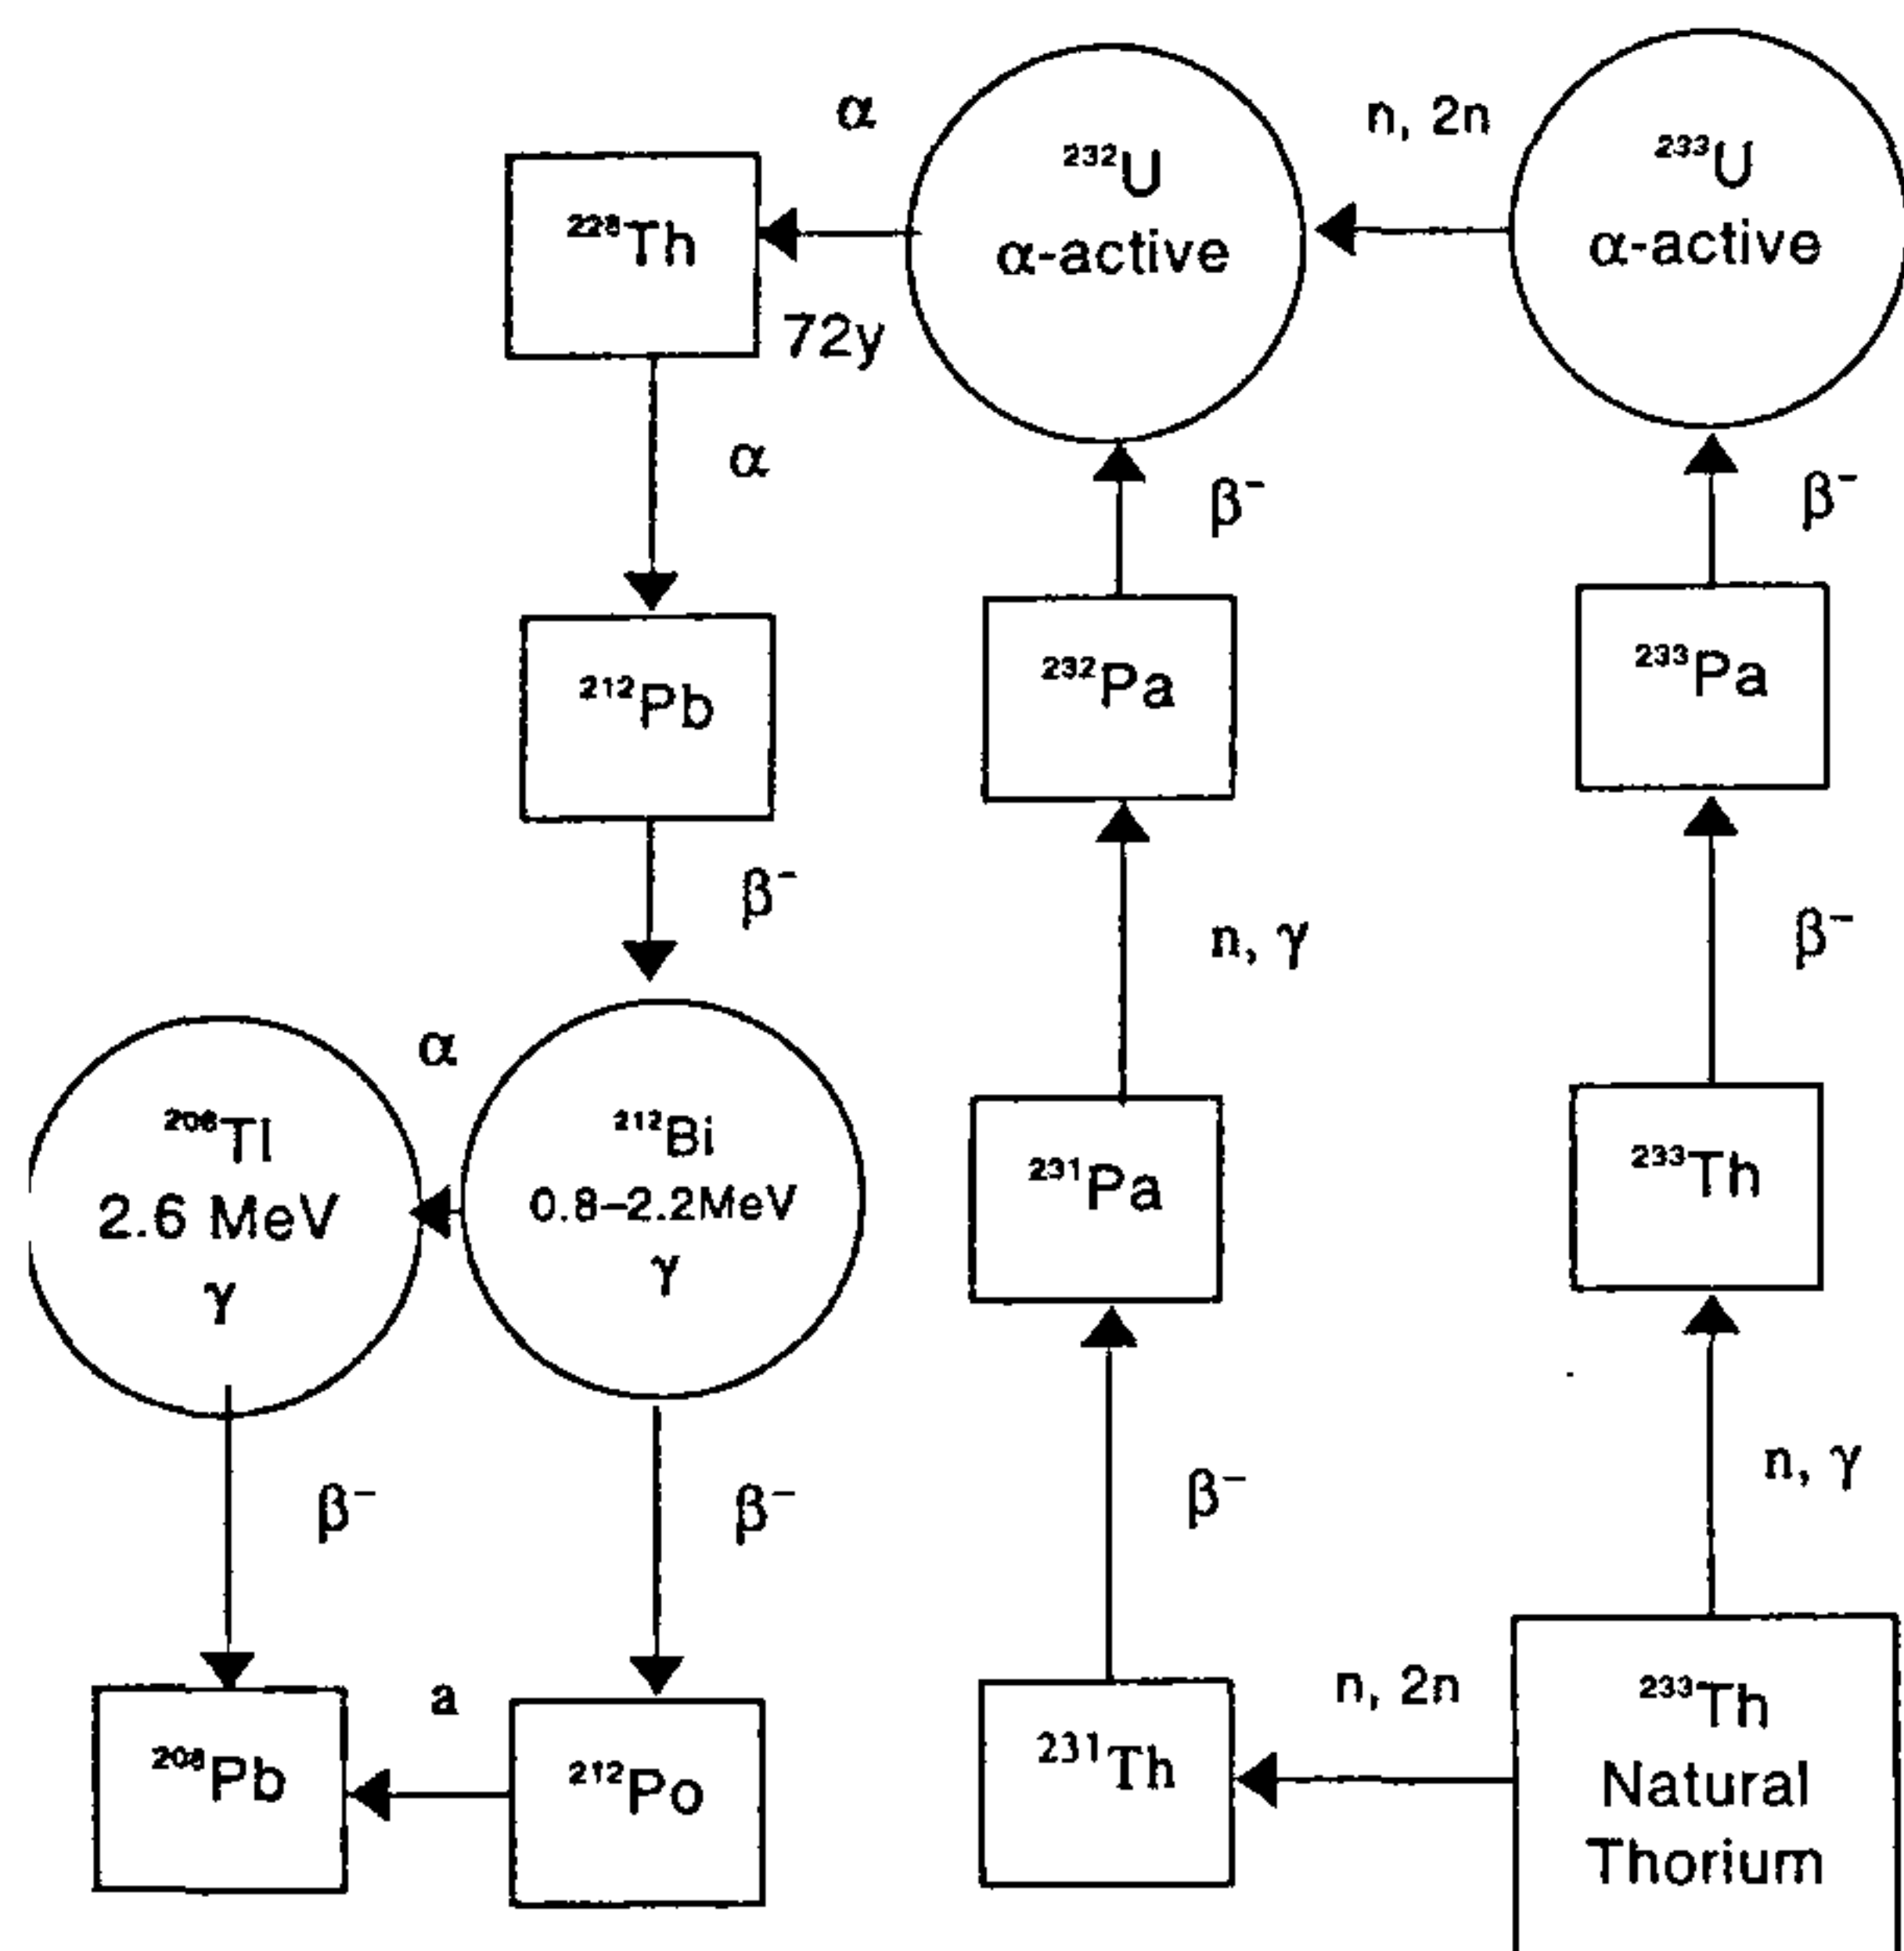 α
n, 2n
²³²U
α-active
²³³U
α-active
²²⁸Th
72y
α
β⁻
β⁻
²¹²Pb
²³²Pa
²³³Pa
β⁻
n, γ
β⁻
α
²⁰⁸Tl
2.6 MeV
γ
²¹²Bi
0.8–2.2MeV
γ
²³¹Pa
²³³Th
β⁻
β⁻
β⁻
n, γ
a
n, 2n
²⁰⁸Pb
²¹²Po
²³¹Th
²³³Th
Natural
Thorium